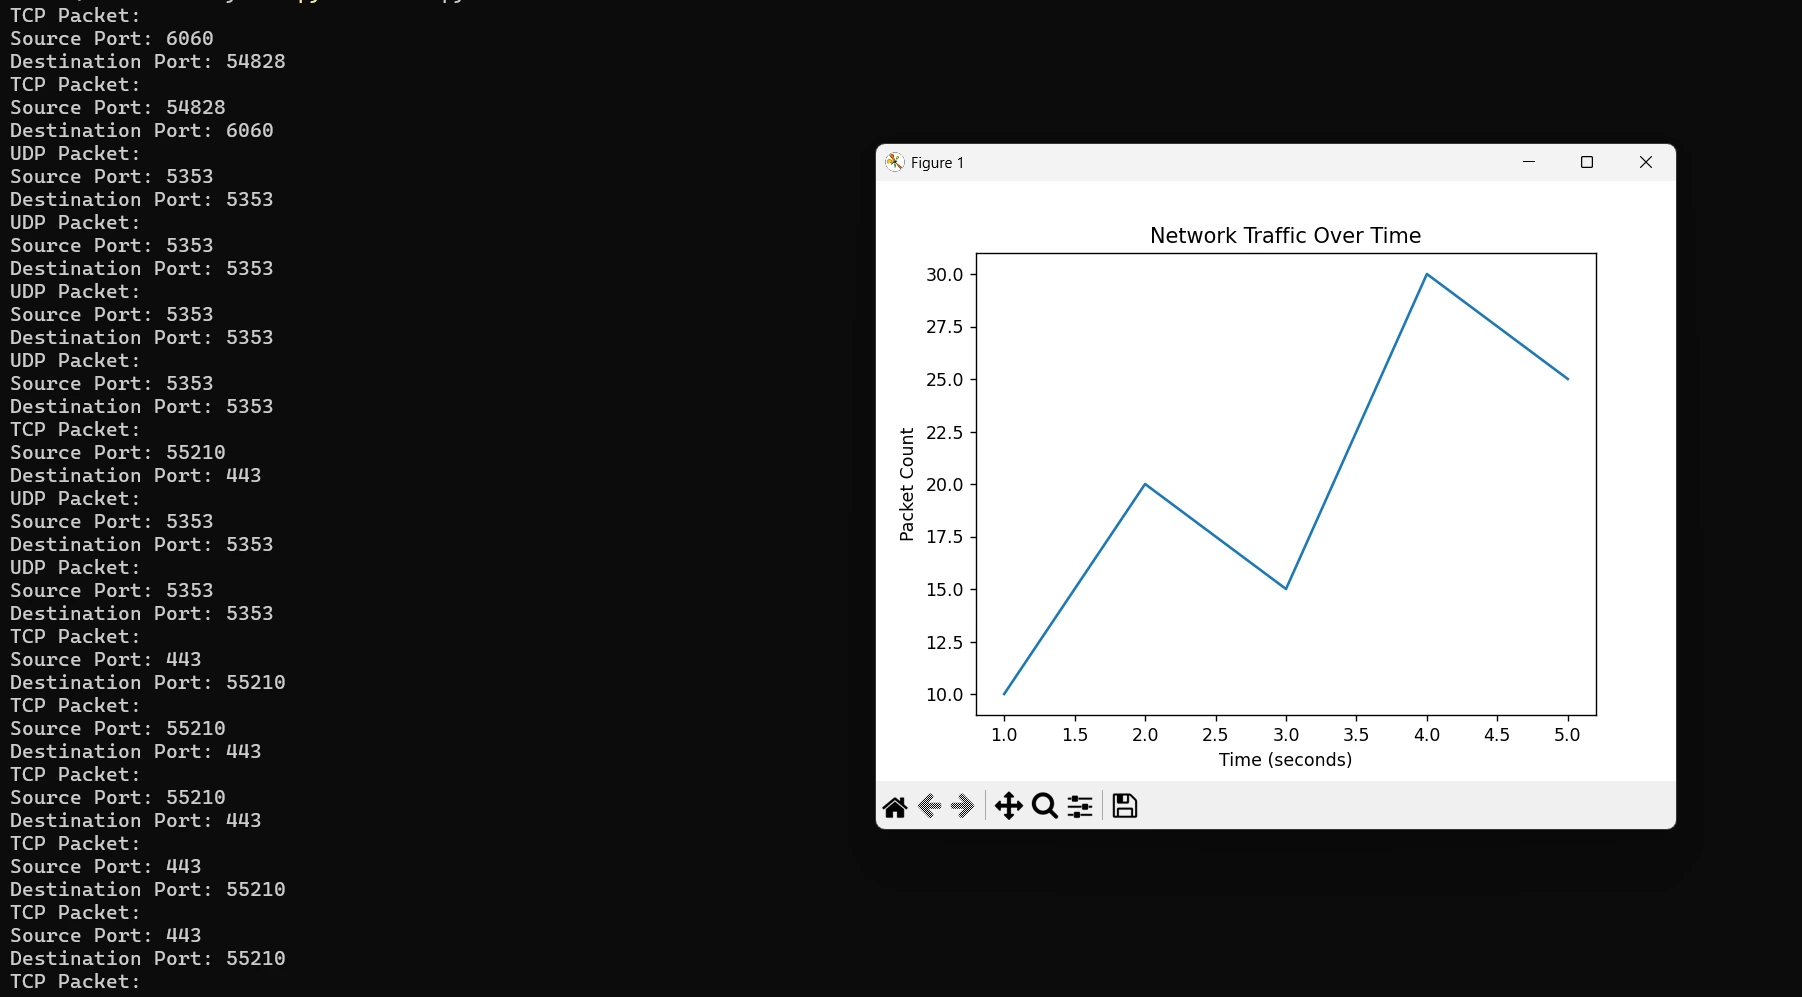 TCP Packet:
Source Port: 6060
Destination Port: 54828
TCP Packet:
Source Port: 54828
Destination Port: 6060
UDP Packet:
Source Port: 5353
Destination Port: 5353
UDP Packet:
Source Port: 5353
Destination Port: 5353
UDP Packet:
Source Port: 5353
Destination Port: 5353
UDP Packet:
Source Port: 5353
Destination Port: 5353
TCP Packet:
Source Port: 55210
Destination Port: 443
UDP Packet:
Source Port: 5353
Destination Port: 5353
UDP Packet:
Source Port: 5353
Destination Port: 5353
TCP Packet:
Source Port: 443
Destination Port: 55210
TCP Packet:
Source Port: 55210
Destination Port: 443
TCP Packet:
Source Port: 55210
Destination Port: 443
TCP Packet:
Source Port: 443
Destination Port: 55210
TCP Packet:
Source Port: 443
Destination Port: 55210
TCP Packet:
Figure 1
Network Traffic Over Time
30.0
27.5
25.0
22.5
20.0
17.5
15.0
12.5
10.0
Packet Count
1.0 1.5 2.0 2.5 3.0 3.5 4.0 4.5 5.0
Time (seconds)